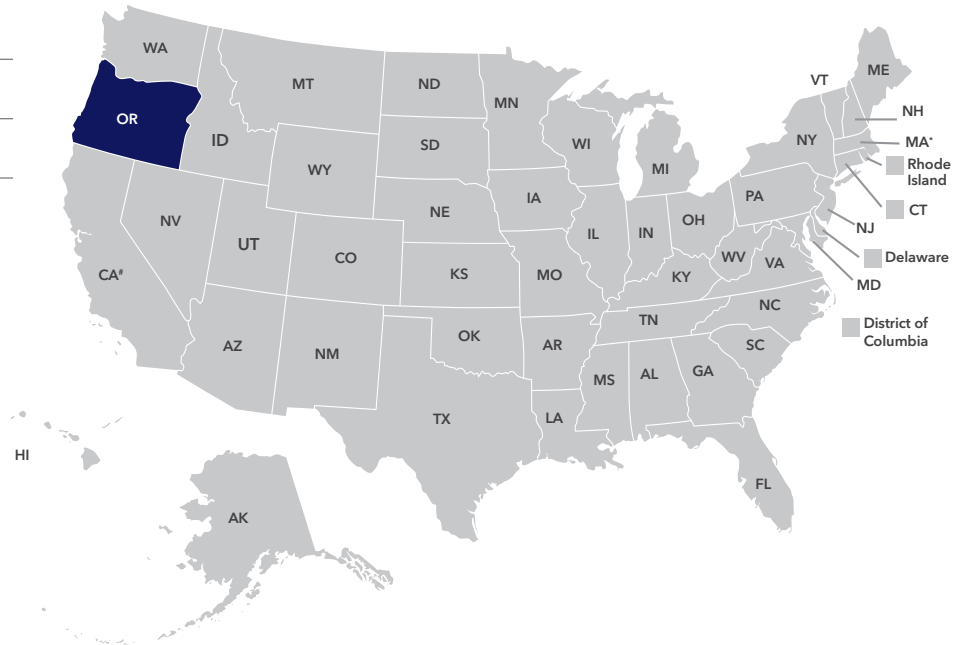 WA
MT
ND
MN
VT
ME
OR
ID
SD
WI
MI
NY
NH
MA*
Rhode
Island
WY
IA
PA
CT
NV
UT
NE
IL
IN
OH
NJ
CO
KS
MO
KY
WV
VA
Delaware
CA#
MD
NC
TN
District of
Columbia
OK
AR
SC
AZ
NM
MS
AL
GA
TX
LA
HI
FL
AK